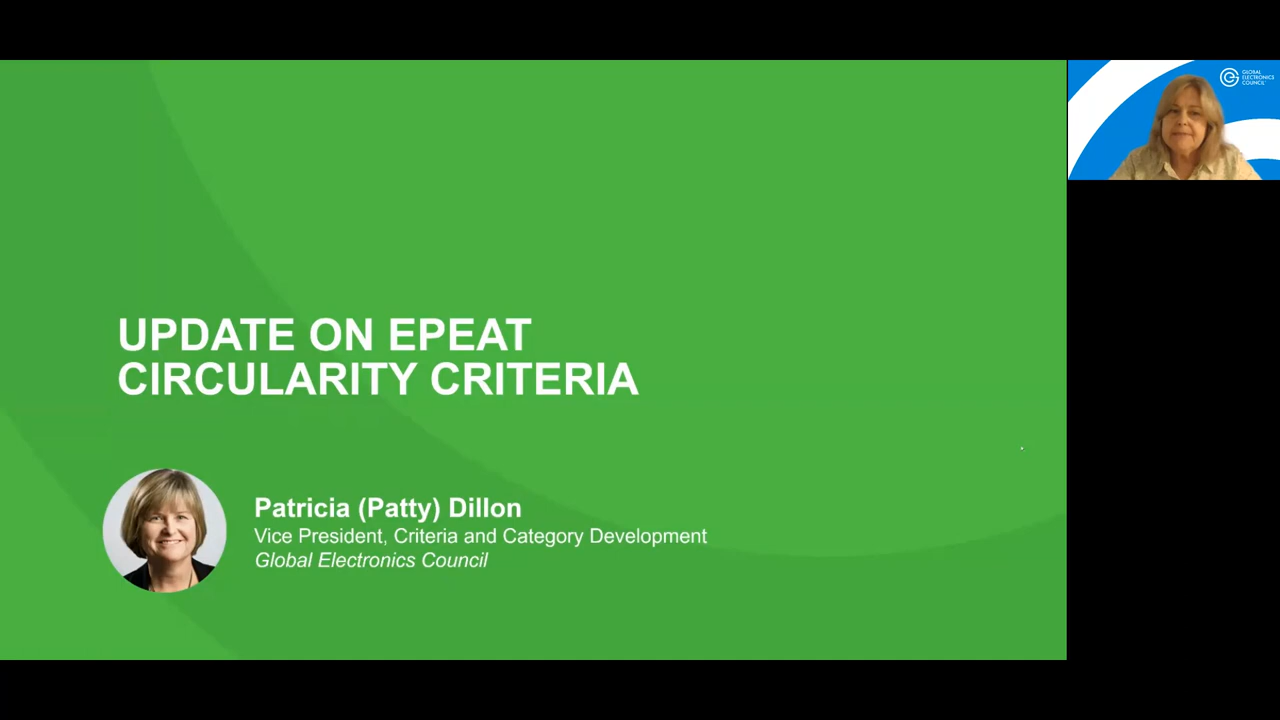 UPDATE ON EPEAT
CIRCULARITY CRITERIA
Patricia (Patty) Dillon
Vice President, Criteria and Category Development
Global Electronics Council
GLOBAL
ELECTRONICS
COUNCIL